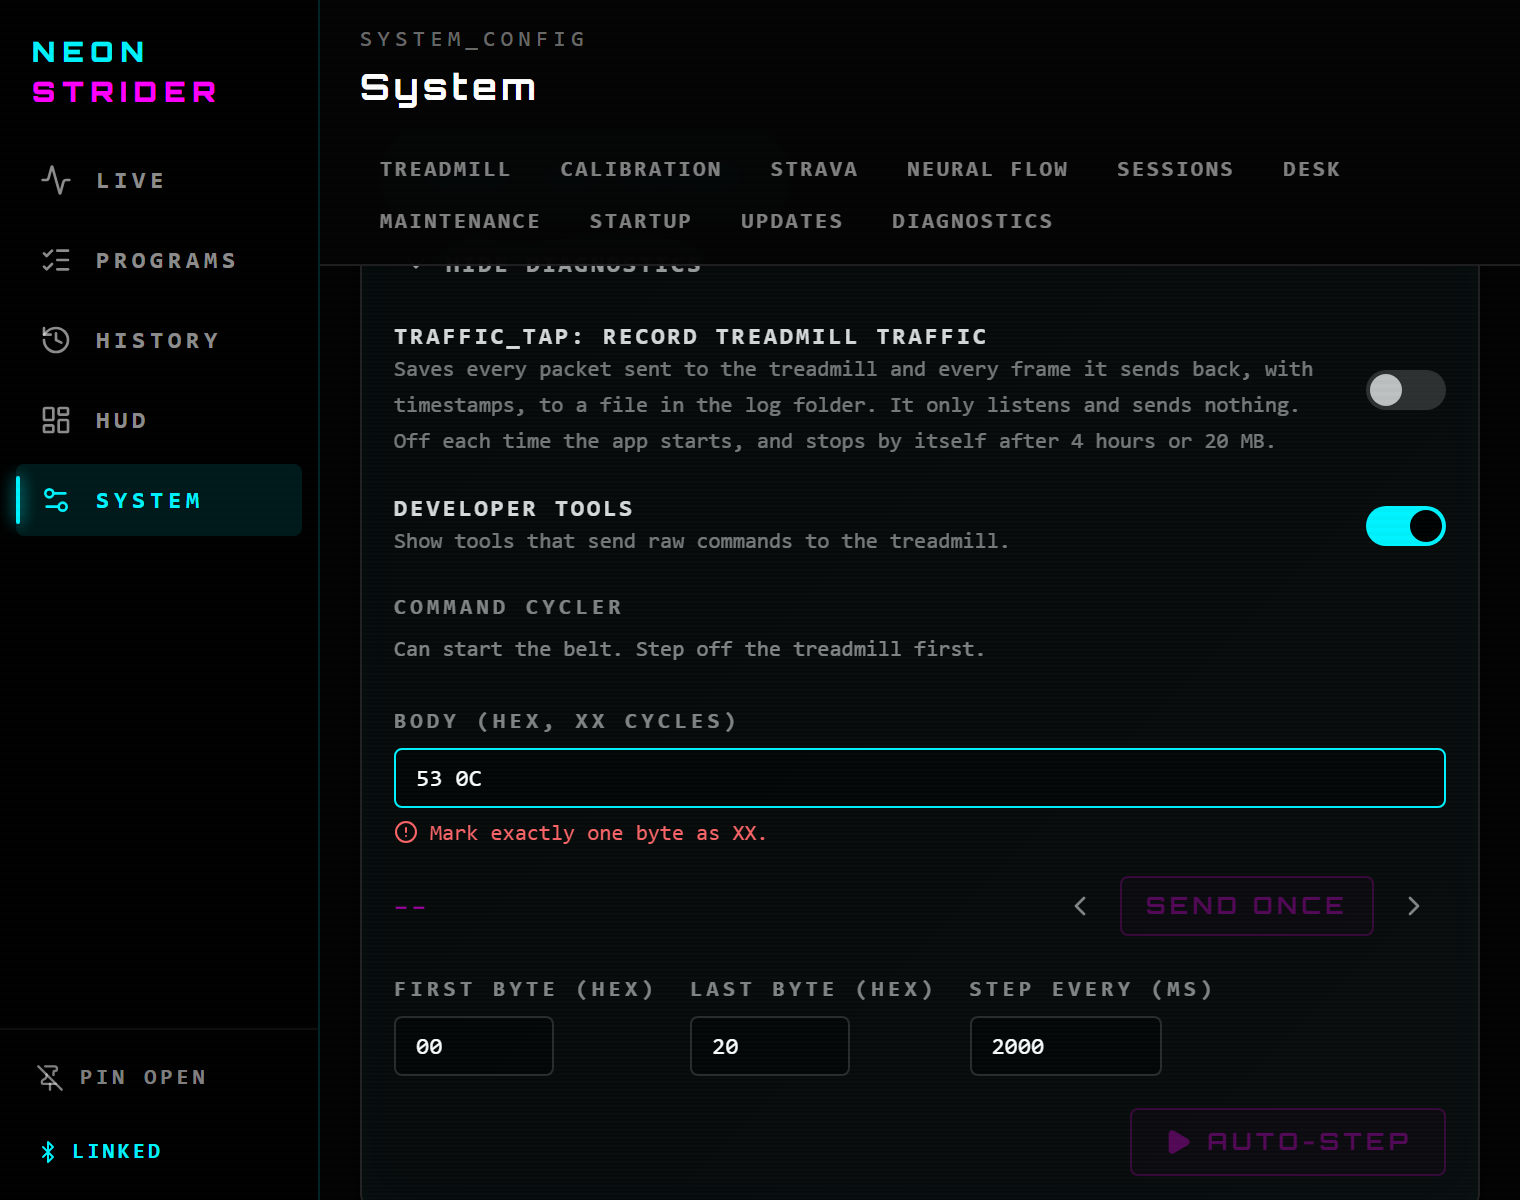 NEON
STRIDER
LIVE
PROGRAMS
HISTORY
HUD
SYSTEM
PIN OPEN
LINKED
SYSTEM_CONFIG
System
TREADMILL CALIBRATION STRAVA NEURAL FLOW SESSIONS DESK
MAINTENANCE STARTUP UPDATES DIAGNOSTICS
HIDE DIAGNOSTICS
TRAFFIC_TAP: RECORD TREADMILL TRAFFIC
Saves every packet sent to the treadmill and every frame it sends back, with
timestamps, to a file in the log folder. It only listens and sends nothing.
Off each time the app starts, and stops by itself after 4 hours or 20 MB.
DEVELOPER TOOLS
Show tools that send raw commands to the treadmill.
COMMAND CYCLER
Can start the belt. Step off the treadmill first.
BODY (HEX, XX CYCLES)
53 0C
Mark exactly one byte as XX.
--
SEND ONCE
FIRST BYTE (HEX) LAST BYTE (HEX) STEP EVERY (MS)
00 20 2000
AUTO-STEP